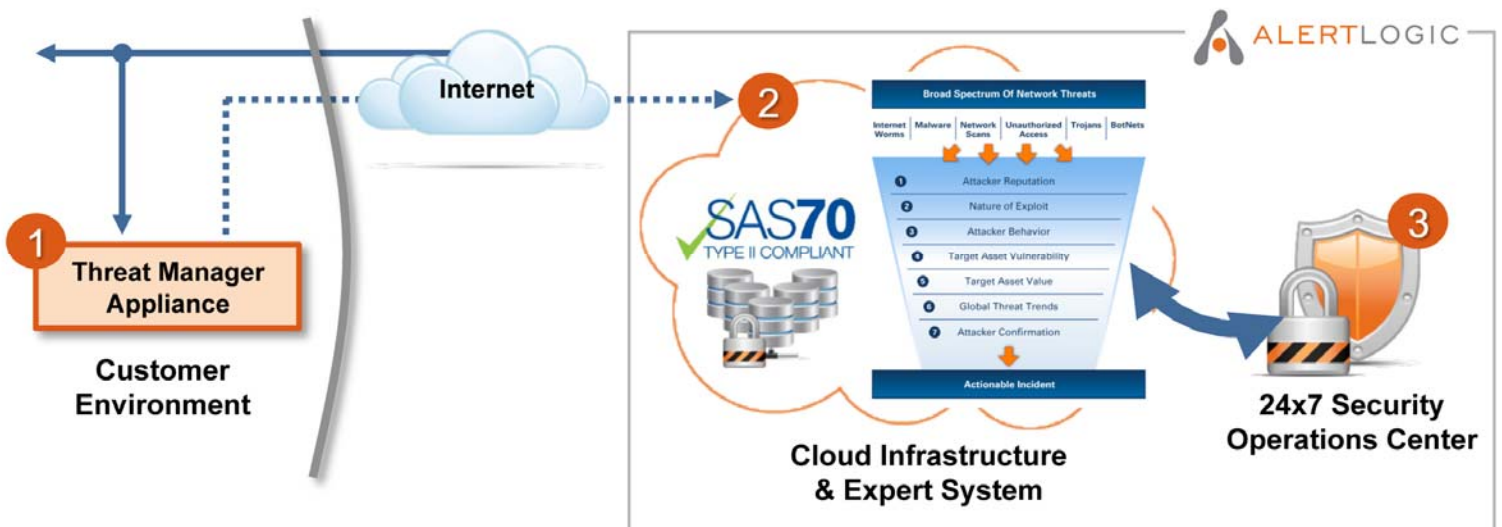 ALERTLOGIC
Internet
1
Threat Manager
Appliance
Customer
Environment
2
Broad Spectrum Of Network Threats
Internet Worms | Malware | Network Scans | Unauthorized Access | Trojans | BotNets
1 Attacker Reputation
2 Nature of Exploit
3 Attacker Behavior
4 Target Asset Vulnerability
5 Target Asset Value
6 Global Threat Trends
7 Attacker Confirmation
Actionable Incident
SAS70
TYPE II COMPLIANT
Cloud Infrastructure
& Expert System
3
24x7 Security
Operations Center